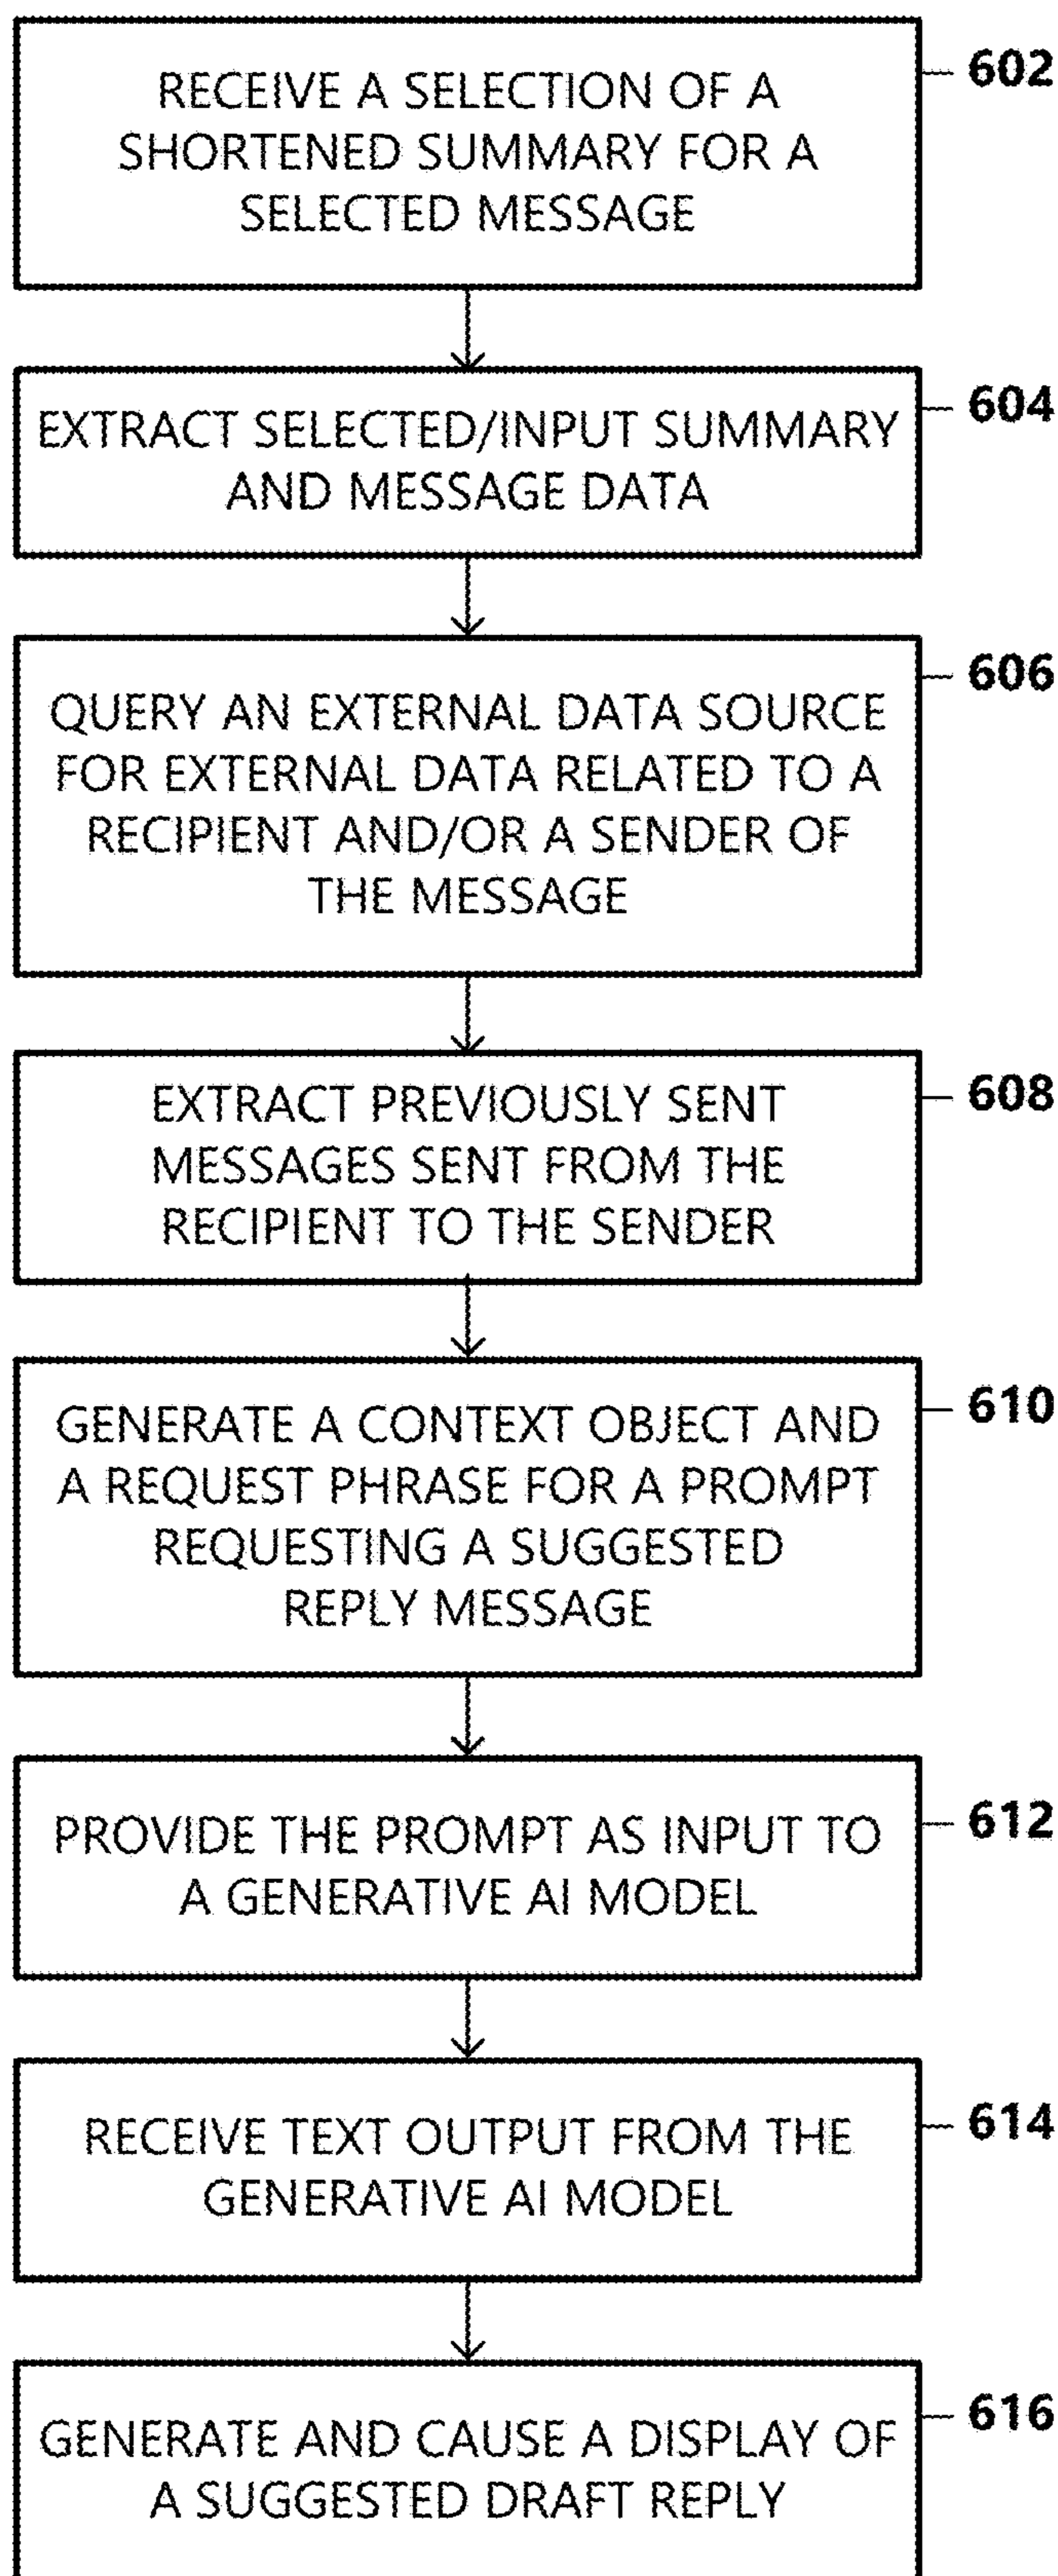 RECEIVE A SELECTION OF A
SHORTENED SUMMARY FOR A
SELECTED MESSAGE
602
EXTRACT SELECTED/INPUT SUMMARY
AND MESSAGE DATA
604
QUERY AN EXTERNAL DATA SOURCE
FOR EXTERNAL DATA RELATED TO A
RECIPIENT AND/OR A SENDER OF
THE MESSAGE
606
EXTRACT PREVIOUSLY SENT
MESSAGES SENT FROM THE
RECIPIENT TO THE SENDER
608
GENERATE A CONTEXT OBJECT AND
A REQUEST PHRASE FOR A PROMPT
REQUESTING A SUGGESTED
REPLY MESSAGE
610
PROVIDE THE PROMPT AS INPUT TO
A GENERATIVE AI MODEL
612
RECEIVE TEXT OUTPUT FROM THE
GENERATIVE AI MODEL
614
GENERATE AND CAUSE A DISPLAY OF
A SUGGESTED DRAFT REPLY
616